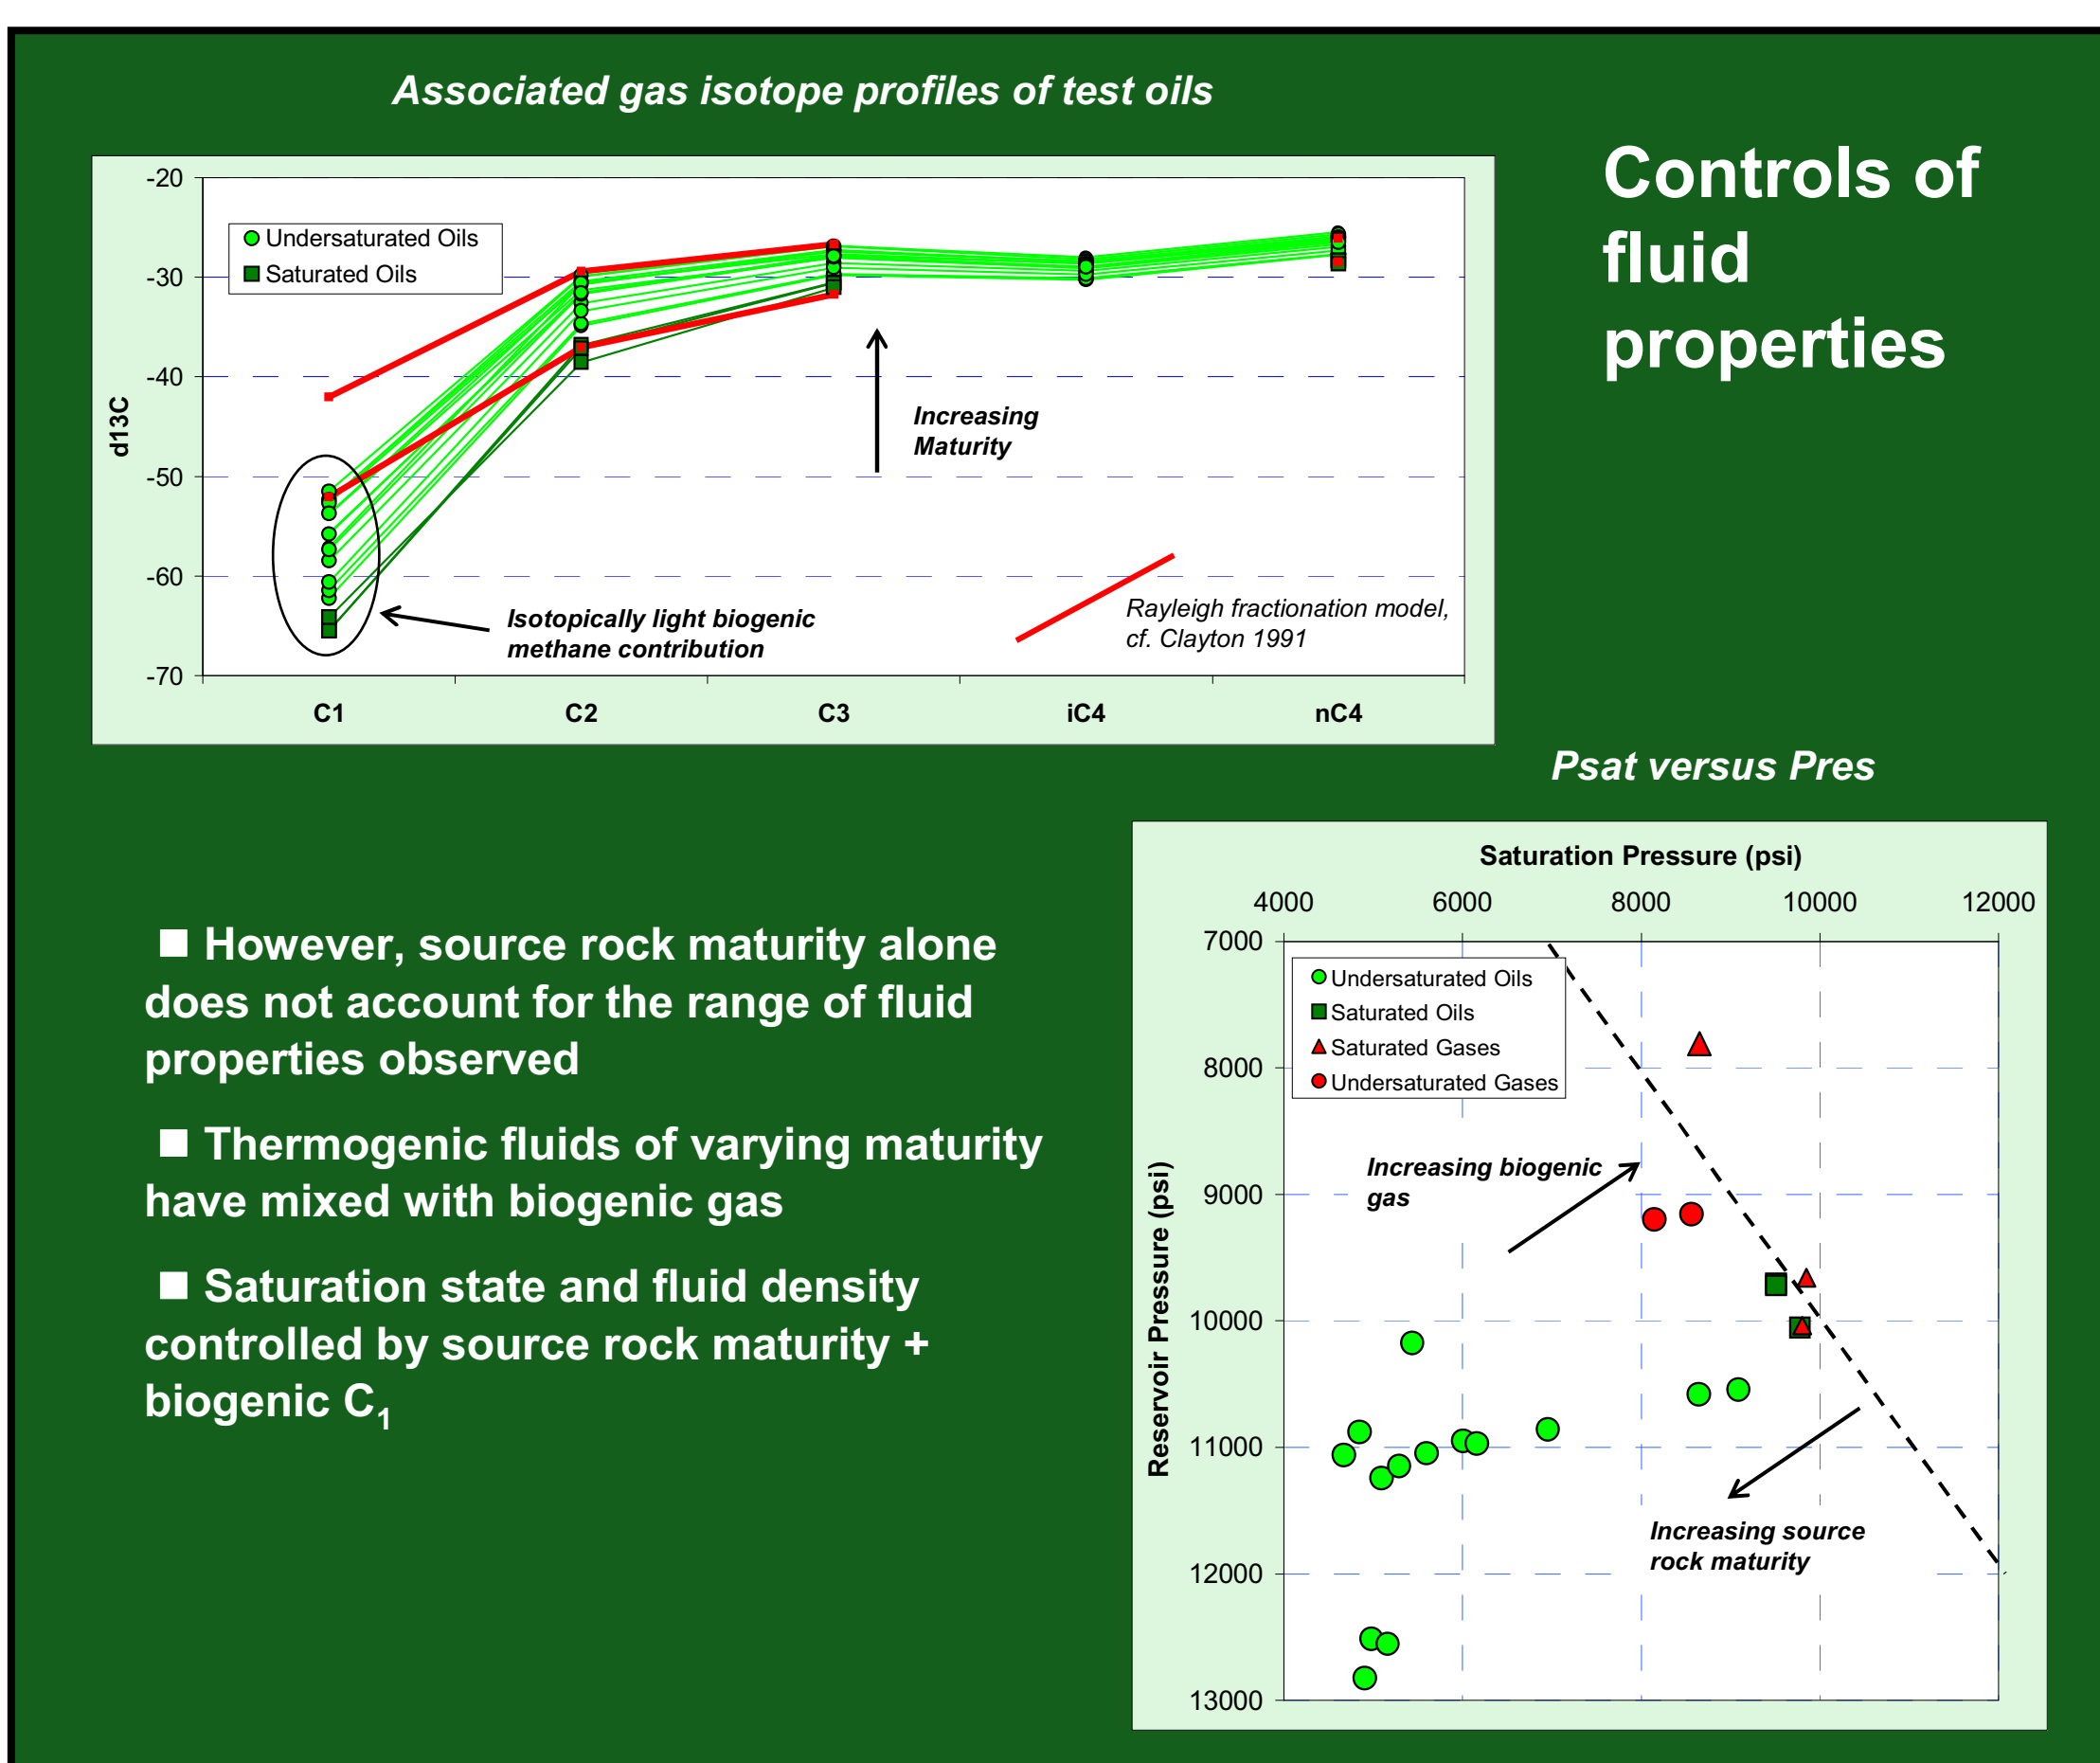 Associated gas isotope profiles of test oils
Controls of
fluid
properties
-20
-30
-40
-50
-60
-70
d13C
Undersaturated Oils
Saturated Oils
Increasing
Maturity
Isotopically light biogenic
methane contribution
Rayleigh fractionation model,
cf. Clayton 1991
C1 C2 C3 iC4 nC4
Psat versus Pres
However, source rock maturity alone
does not account for the range of fluid
properties observed
Thermogenic fluids of varying maturity
have mixed with biogenic gas
Saturation state and fluid density
controlled by source rock maturity +
biogenic C1
Saturation Pressure (psi)
4000 6000 8000 10000 12000
7000
8000
9000
10000
11000
12000
13000
Reservoir Pressure (psi)
Undersaturated Oils
Saturated Oils
Saturated Gases
Undersaturated Gases
Increasing biogenic
gas
Increasing source
rock maturity